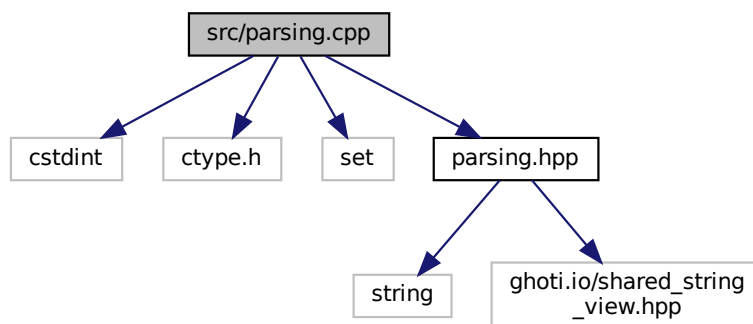 src/parsing.cpp
cstdint
ctype.h
set
parsing.hpp
string
ghoti.io/shared_string
_view.hpp